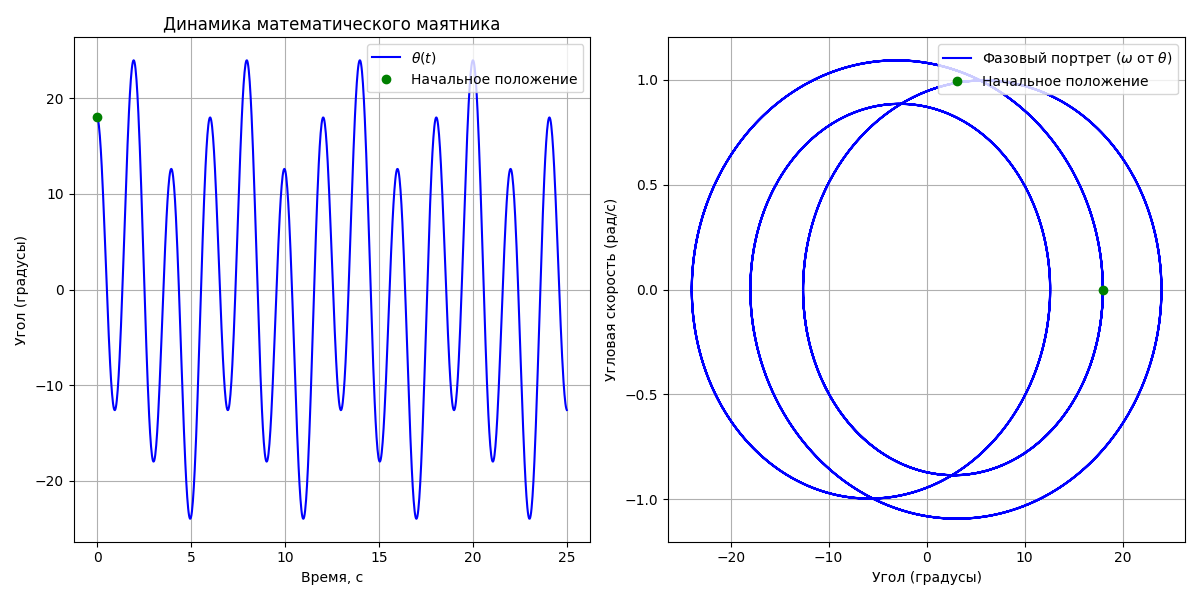 Динамика математического маятника
θ(t)
Начальное положение
20
10
0
−10
−20
Угол (градусы)
0 5 10 15 20 25
Время, с
Фазовый портрет (ω от θ)
Начальное положение
1.0
0.5
0.0
−0.5
−1.0
Угловая скорость (рад/с)
−20 −10 0 10 20
Угол (градусы)